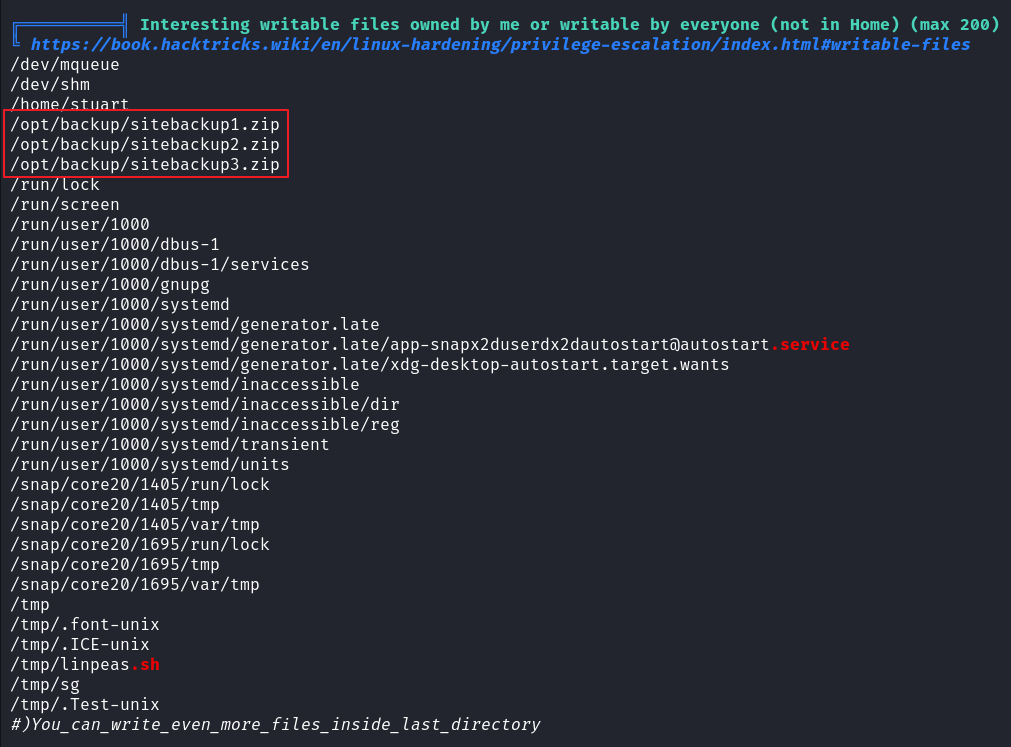 Interesting writable files owned by me or writable by everyone (not in Home) (max 200)
https://book.hacktricks.wiki/en/linux-hardening/privilege-escalation/index.html#writable-files
/dev/mqueue
/dev/shm
/home/stuart
/opt/backup/sitebackup1.zip
/opt/backup/sitebackup2.zip
/opt/backup/sitebackup3.zip
/run/lock
/run/screen
/run/user/1000
/run/user/1000/dbus-1
/run/user/1000/dbus-1/services
/run/user/1000/gnupg
/run/user/1000/systemd
/run/user/1000/systemd/generator.late
/run/user/1000/systemd/generator.late/app-snapx2duserdx2dautostart@autostart.service
/run/user/1000/systemd/generator.late/xdg-desktop-autostart.target.wants
/run/user/1000/systemd/inaccessible
/run/user/1000/systemd/inaccessible/dir
/run/user/1000/systemd/inaccessible/reg
/run/user/1000/systemd/transient
/run/user/1000/systemd/units
/snap/core20/1405/run/lock
/snap/core20/1405/tmp
/snap/core20/1405/var/tmp
/snap/core20/1695/run/lock
/snap/core20/1695/tmp
/snap/core20/1695/var/tmp
/tmp
/tmp/.font-unix
/tmp/.ICE-unix
/tmp/linpeas.sh
/tmp/sg
/tmp/.Test-unix
#)You_can_write_even_more_files_inside_last_directory